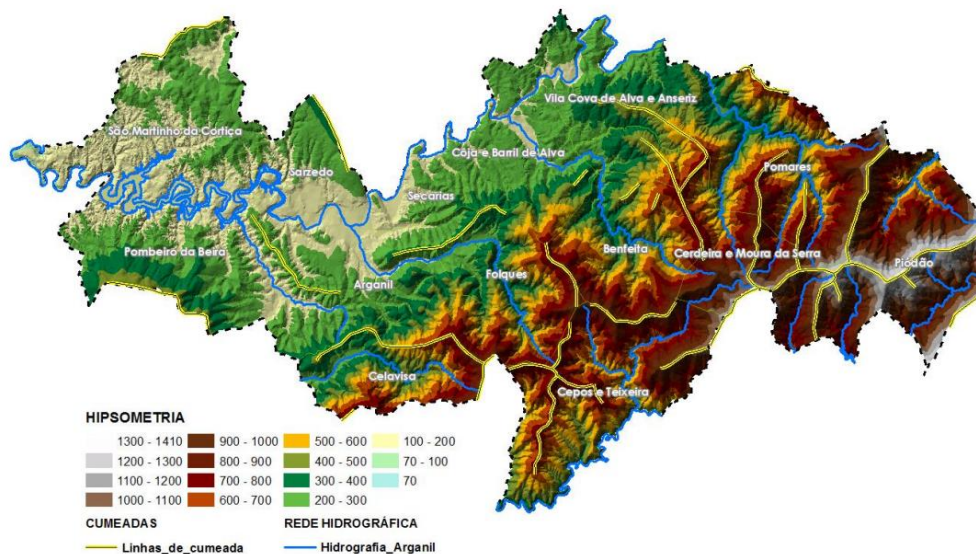 Vila Cova de Alva e Anseriz
São Martinho da Cortiça
Coja e Barril de Alva
Pomares
Sarzedo
Secarias
Pombeiro da Beira
Benfeita
Cerdeira e Moura da Serra
Piódão
Folques
Arganil
Celavisa
Cepos e Teixeira
HIPSOMETRIA
1300 - 1410 900 - 1000 500 - 600 100 - 200
1200 - 1300 800 - 900 400 - 500 70 - 100
1100 - 1200 700 - 800 300 - 400 70
1000 - 1100 600 - 700 200 - 300
CUMEADAS REDE HIDROGRÁFICA
Linhas_de_cumeada Hidrografia_Arganil